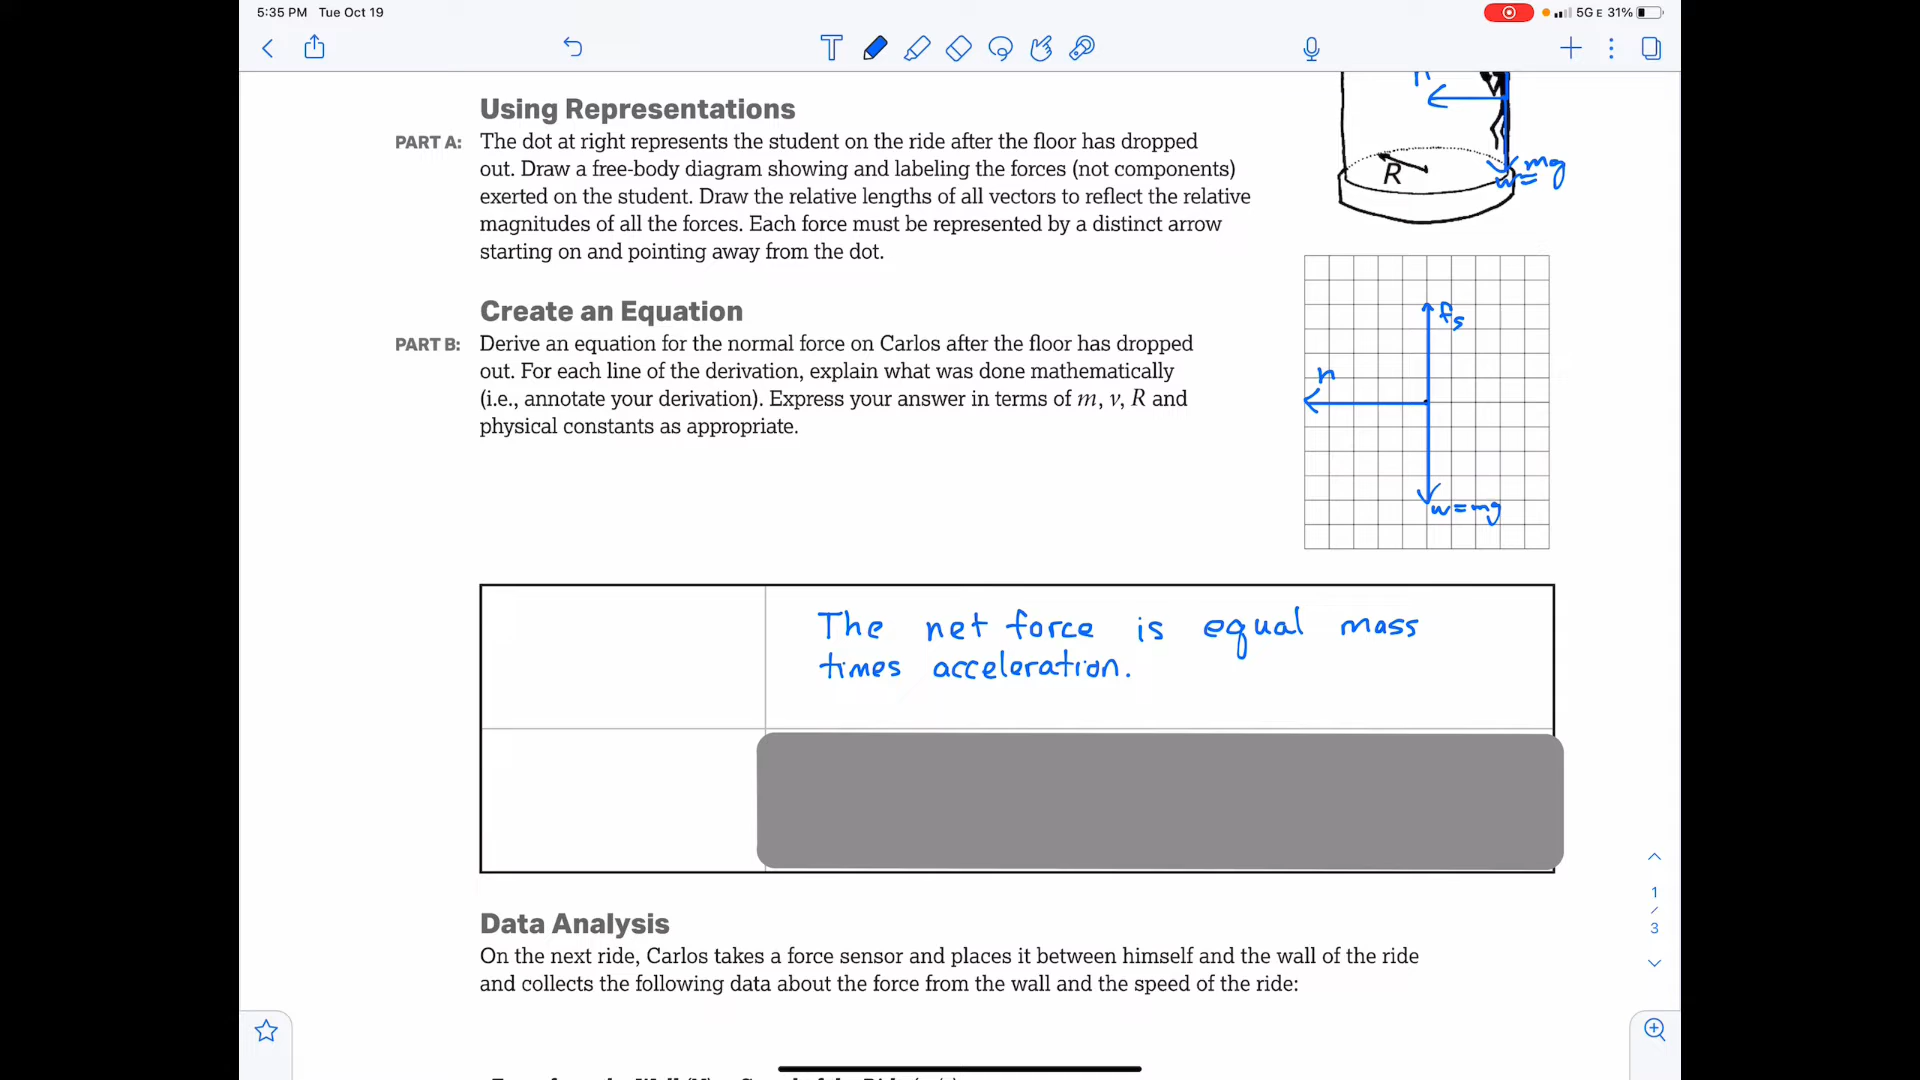 5:35 PM Tue Oct 19
5G E 31%
Using Representations
PART A: The dot at right represents the student on the ride after the floor has dropped
out. Draw a free-body diagram showing and labeling the forces (not components)
exerted on the student. Draw the relative lengths of all vectors to reflect the relative
magnitudes of all the forces. Each force must be represented by a distinct arrow
starting on and pointing away from the dot.
R
w=mg
Create an Equation
PART B: Derive an equation for the normal force on Carlos after the floor has dropped
out. For each line of the derivation, explain what was done mathematically
(i.e., annotate your derivation). Express your answer in terms of m, v, R and
physical constants as appropriate.
fs
n
w=mg
The net force is equal mass
times acceleration.
Data Analysis
On the next ride, Carlos takes a force sensor and places it between himself and the wall of the ride
and collects the following data about the force from the wall and the speed of the ride:
1
/
3